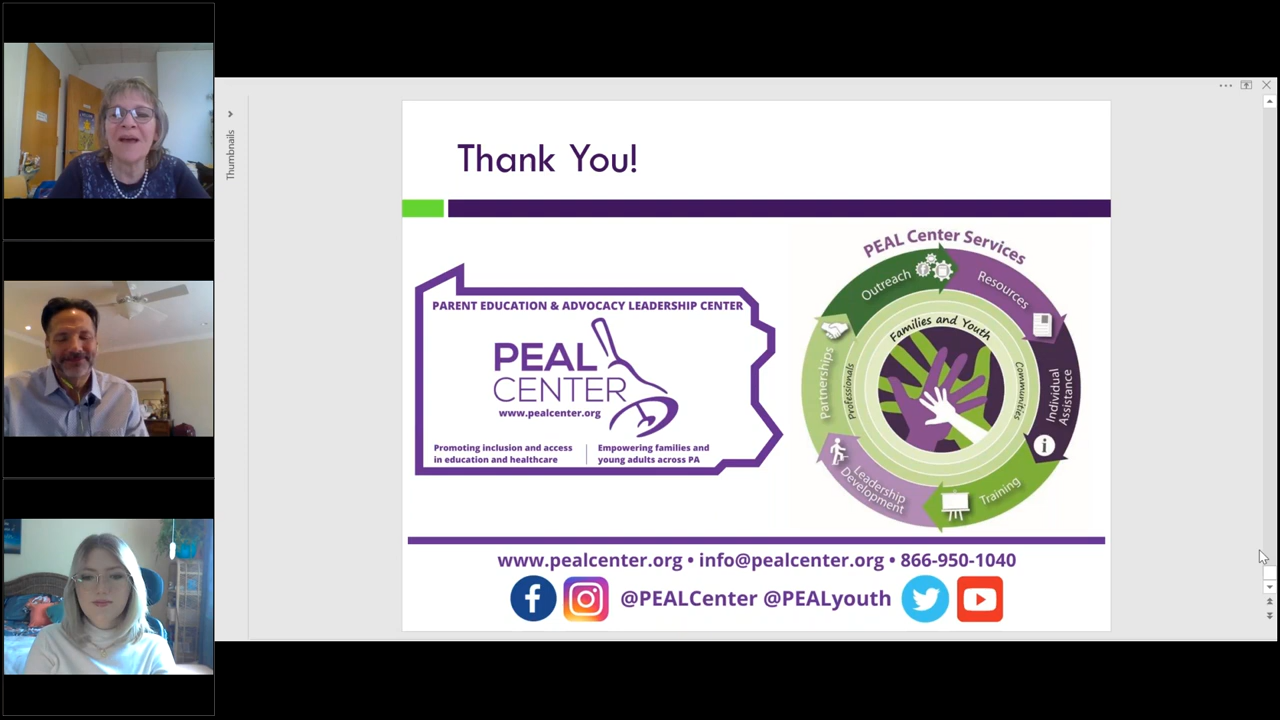 Thumbnails
Thank You!
PARENT EDUCATION & ADVOCACY LEADERSHIP CENTER
PEAL
CENTER
www.pealcenter.org
Promoting inclusion and access
in education and healthcare
Empowering families and
young adults across PA
PEAL Center Services
Outreach
Resources
Individual
Assistance
Training
Leadership
Development
Partnerships
Families and Youth
Communities
Professionals
www.pealcenter.org • info@pealcenter.org • 866-950-1040
@PEALCenter @PEALyouth